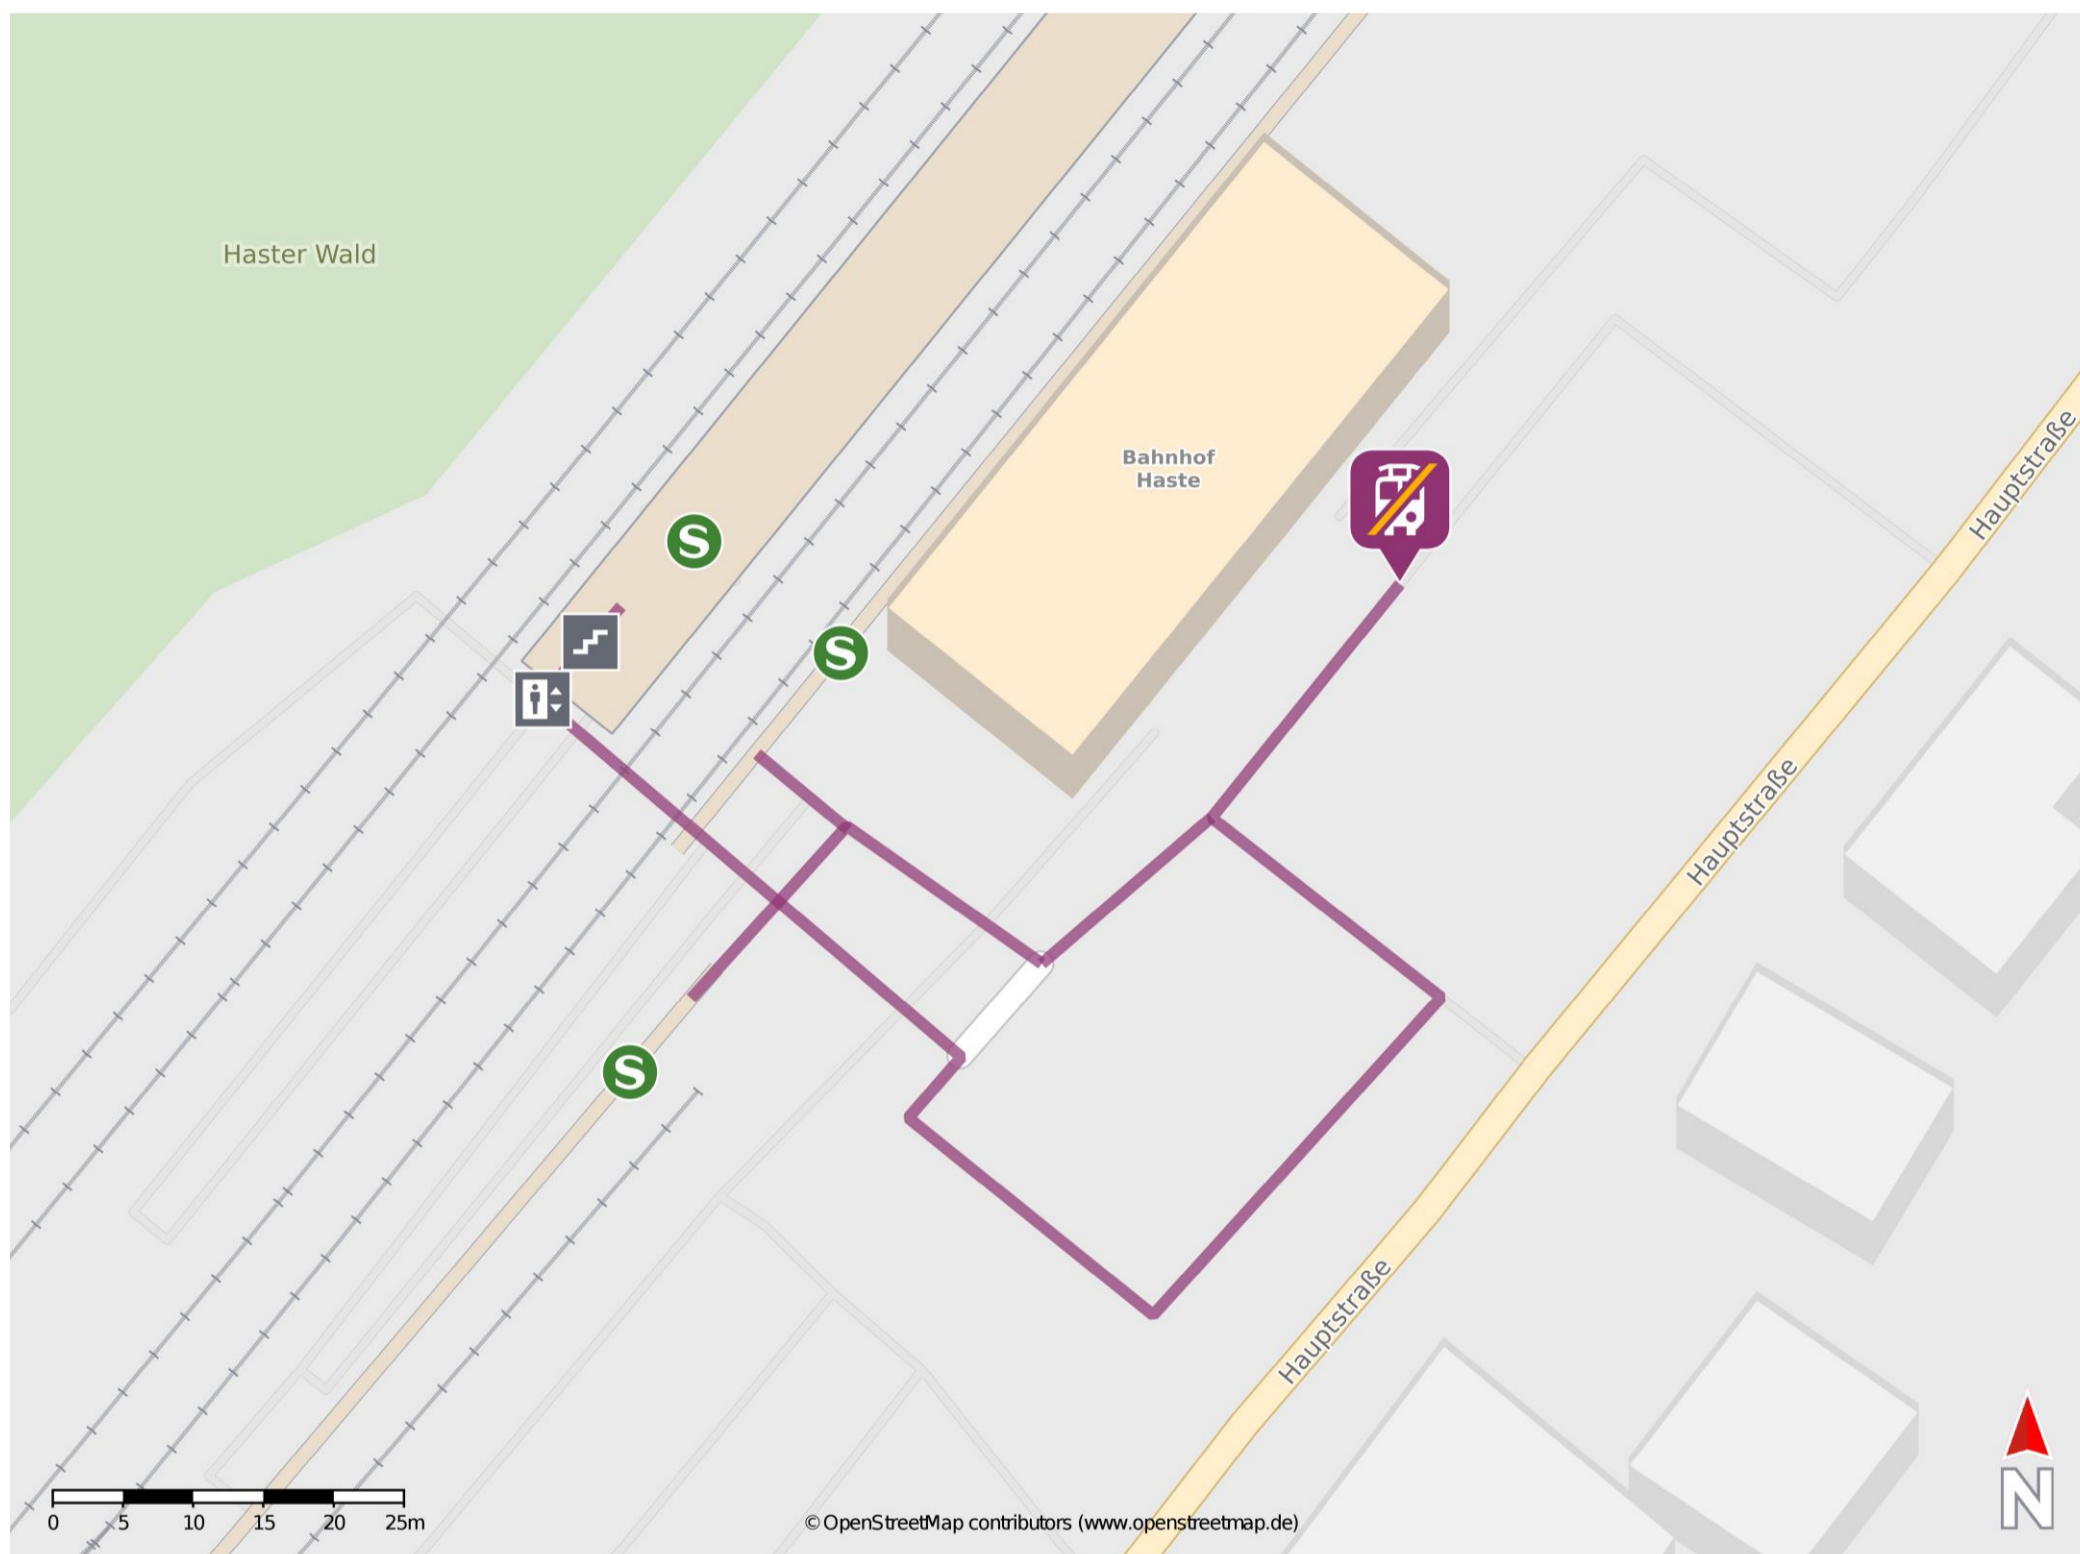 Haster Wald
Bahnhof
Haste
Hauptstraße
S
S
Hauptstraße
S
Hauptstraße
N
0 5 10 15 20 25m
© OpenStreetMap contributors (www.openstreetmap.de)